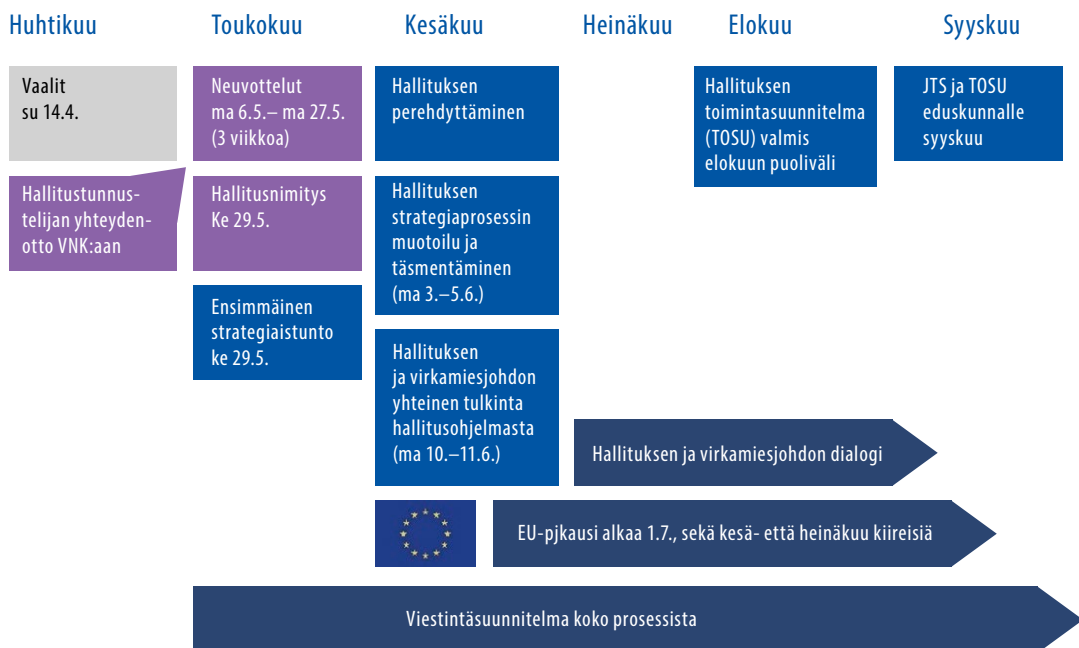 Huhtikuu
Toukokuu
Kesäkuu
Heinäkuu
Elokuu
Syyskuu
Vaalit
su 14.4.
Hallitustunnus-
telijan yhteyden-
otto VNK:aan
Neuvottelut
ma 6.5.– ma 27.5.
(3 viikkoa)
Hallitusnimitys
Ke 29.5.
Ensimmäinen
strategiaistunto
ke 29.5.
Hallituksen
perehdyttäminen
Hallituksen
strategiaprosessin
muotoilu ja
täsmentäminen
(ma 3.–5.6.)
Hallituksen
ja virkamiesjohdon
yhteinen tulkinta
hallitusohjelmasta
(ma 10.–11.6.)
Hallituksen
toimintasuunnitelma
(TOSU) valmis
elokuun puoliväli
JTS ja TOSU
eduskunnalle
syyskuu
Hallituksen ja virkamiesjohdon dialogi
EU-pjkausi alkaa 1.7., sekä kesä- että heinäkuu kiireisiä
Viestintäsuunnitelma koko prosessista